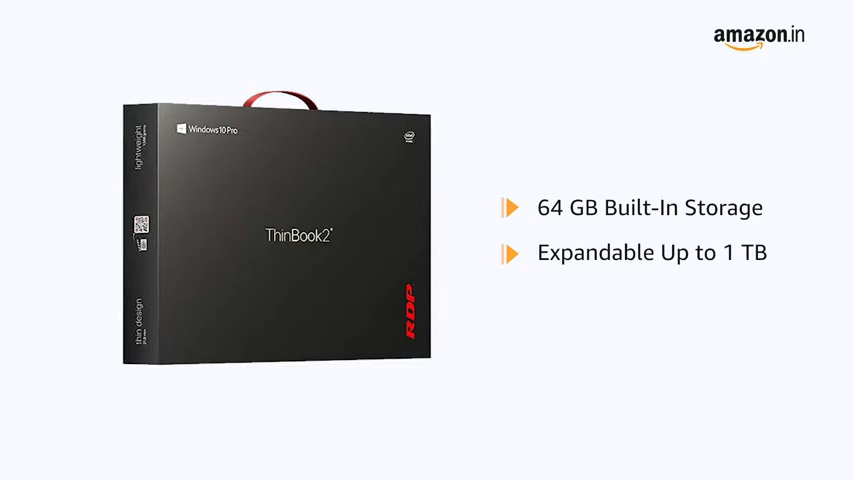 amazon.in
Windows 10 Pro
lightweight
ThinBook2
RDP
thin design
64 GB Built-In Storage
Expandable Up to 1 TB